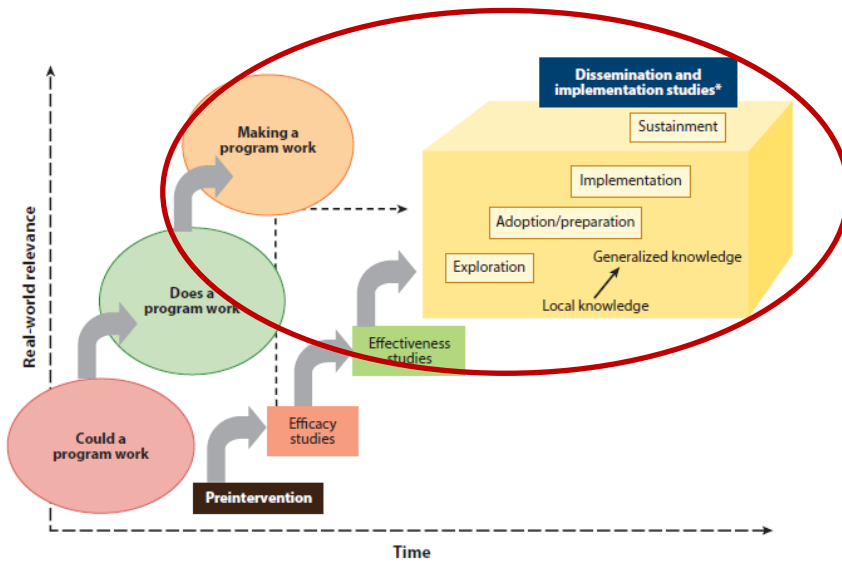 Dissemination and
implementation studies*
Sustainment
Making a
program work
Implementation
Adoption/preparation
Generalized knowledge
Exploration
Local knowledge
Does a
program work
Effectiveness
studies
Efficacy
studies
Could a
program work
Preintervention
Real-world relevance
Time